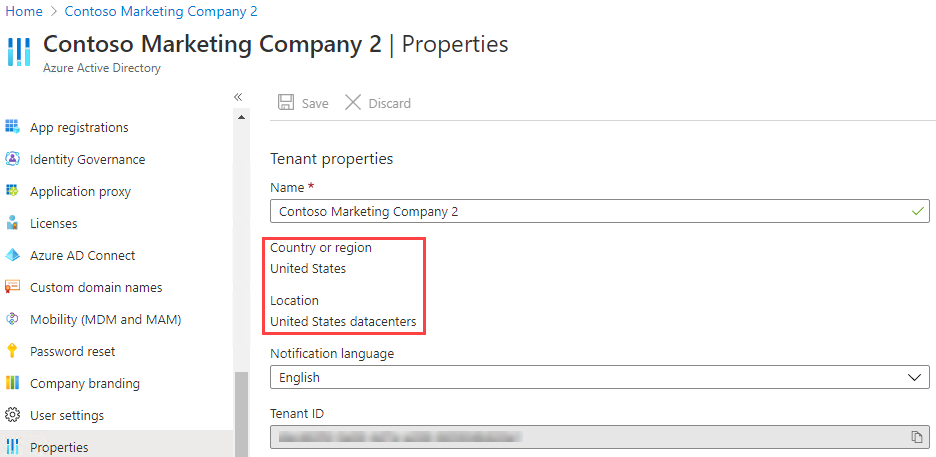 Home > Contoso Marketing Company 2
Contoso Marketing Company 2 | Properties
Azure Active Directory
«
Save Discard
App registrations
Identity Governance
Application proxy
Licenses
Azure AD Connect
Custom domain names
Mobility (MDM and MAM)
Password reset
Company branding
User settings
Properties
Tenant properties
Name *
Contoso Marketing Company 2
Country or region
United States
Location
United States datacenters
Notification language
English
Tenant ID